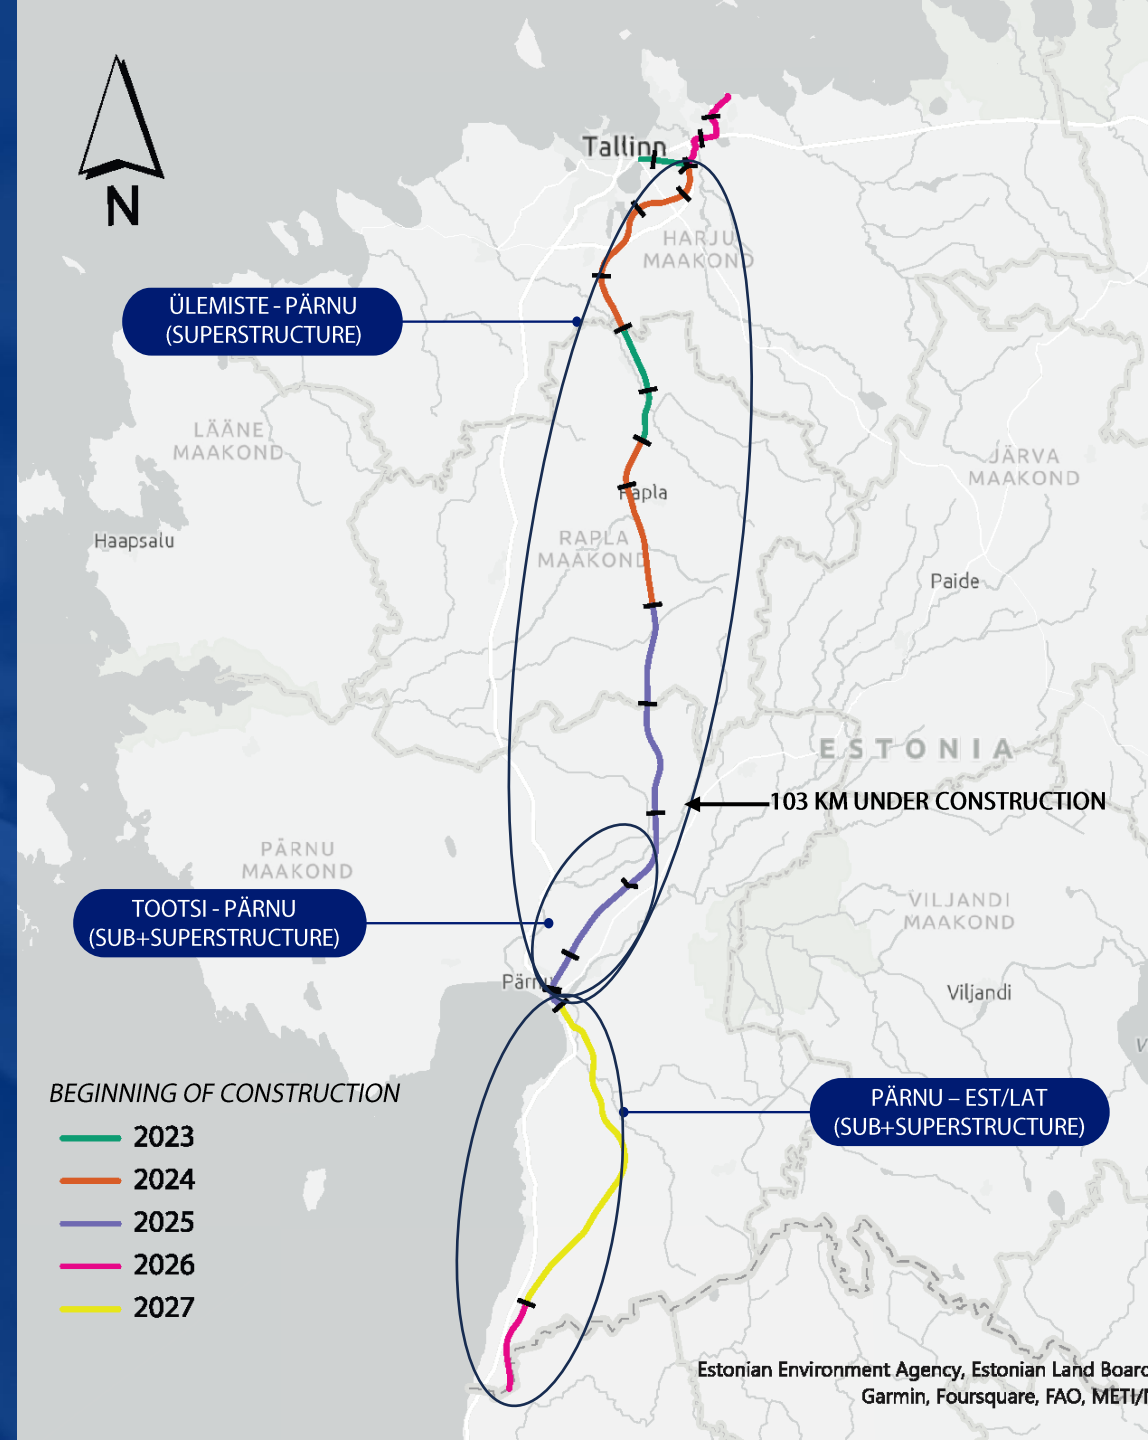 N
Tallinn
HARJU
MAAKOND
ÜLEMISTE - PÄRNU
(SUPERSTRUCTURE)
LÄÄNE
MAAKOND
JÄRVA
MAAKOND
Rapla
Haapsalu
RAPLA
MAAKOND
Paide
ESTONIA
103 KM UNDER CONSTRUCTION
PÄRNU
MAAKOND
TOOTSI - PÄRNU
(SUB+SUPERSTRUCTURE)
VILJANDI
MAAKOND
Pärnu
Viljandi
V
BEGINNING OF CONSTRUCTION
2023
2024
2025
2026
2027
PÄRNU – EST/LAT
(SUB+SUPERSTRUCTURE)
Estonian Environment Agency, Estonian Land Board
Garmin, Foursquare, FAO, METI/